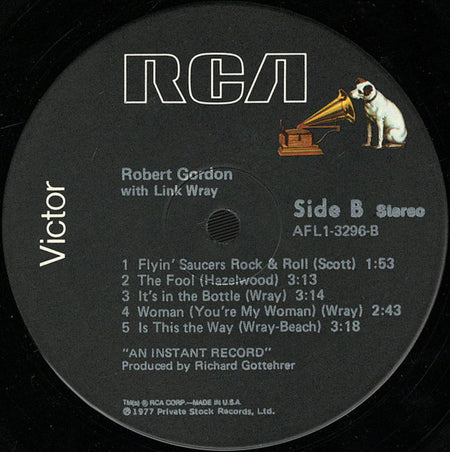 RCA
Victor
Robert Gordon
with Link Wray
Side B Stereo
AFL1-3296-B
1 Flyin' Saucers Rock & Roll (Scott) 1:53
2 The Fool (Hazelwood) 3:13
3 It's in the Bottle (Wray) 3:14
4 Woman (You're My Woman) (Wray) 2:43
5 Is This the Way (Wray-Beach) 3:18
"AN INSTANT RECORD"
Produced by Richard Gottehrer
TM(s) ® RCA CORP.—MADE IN U.S.A.
℗ 1977 Private Stock Records, Ltd.